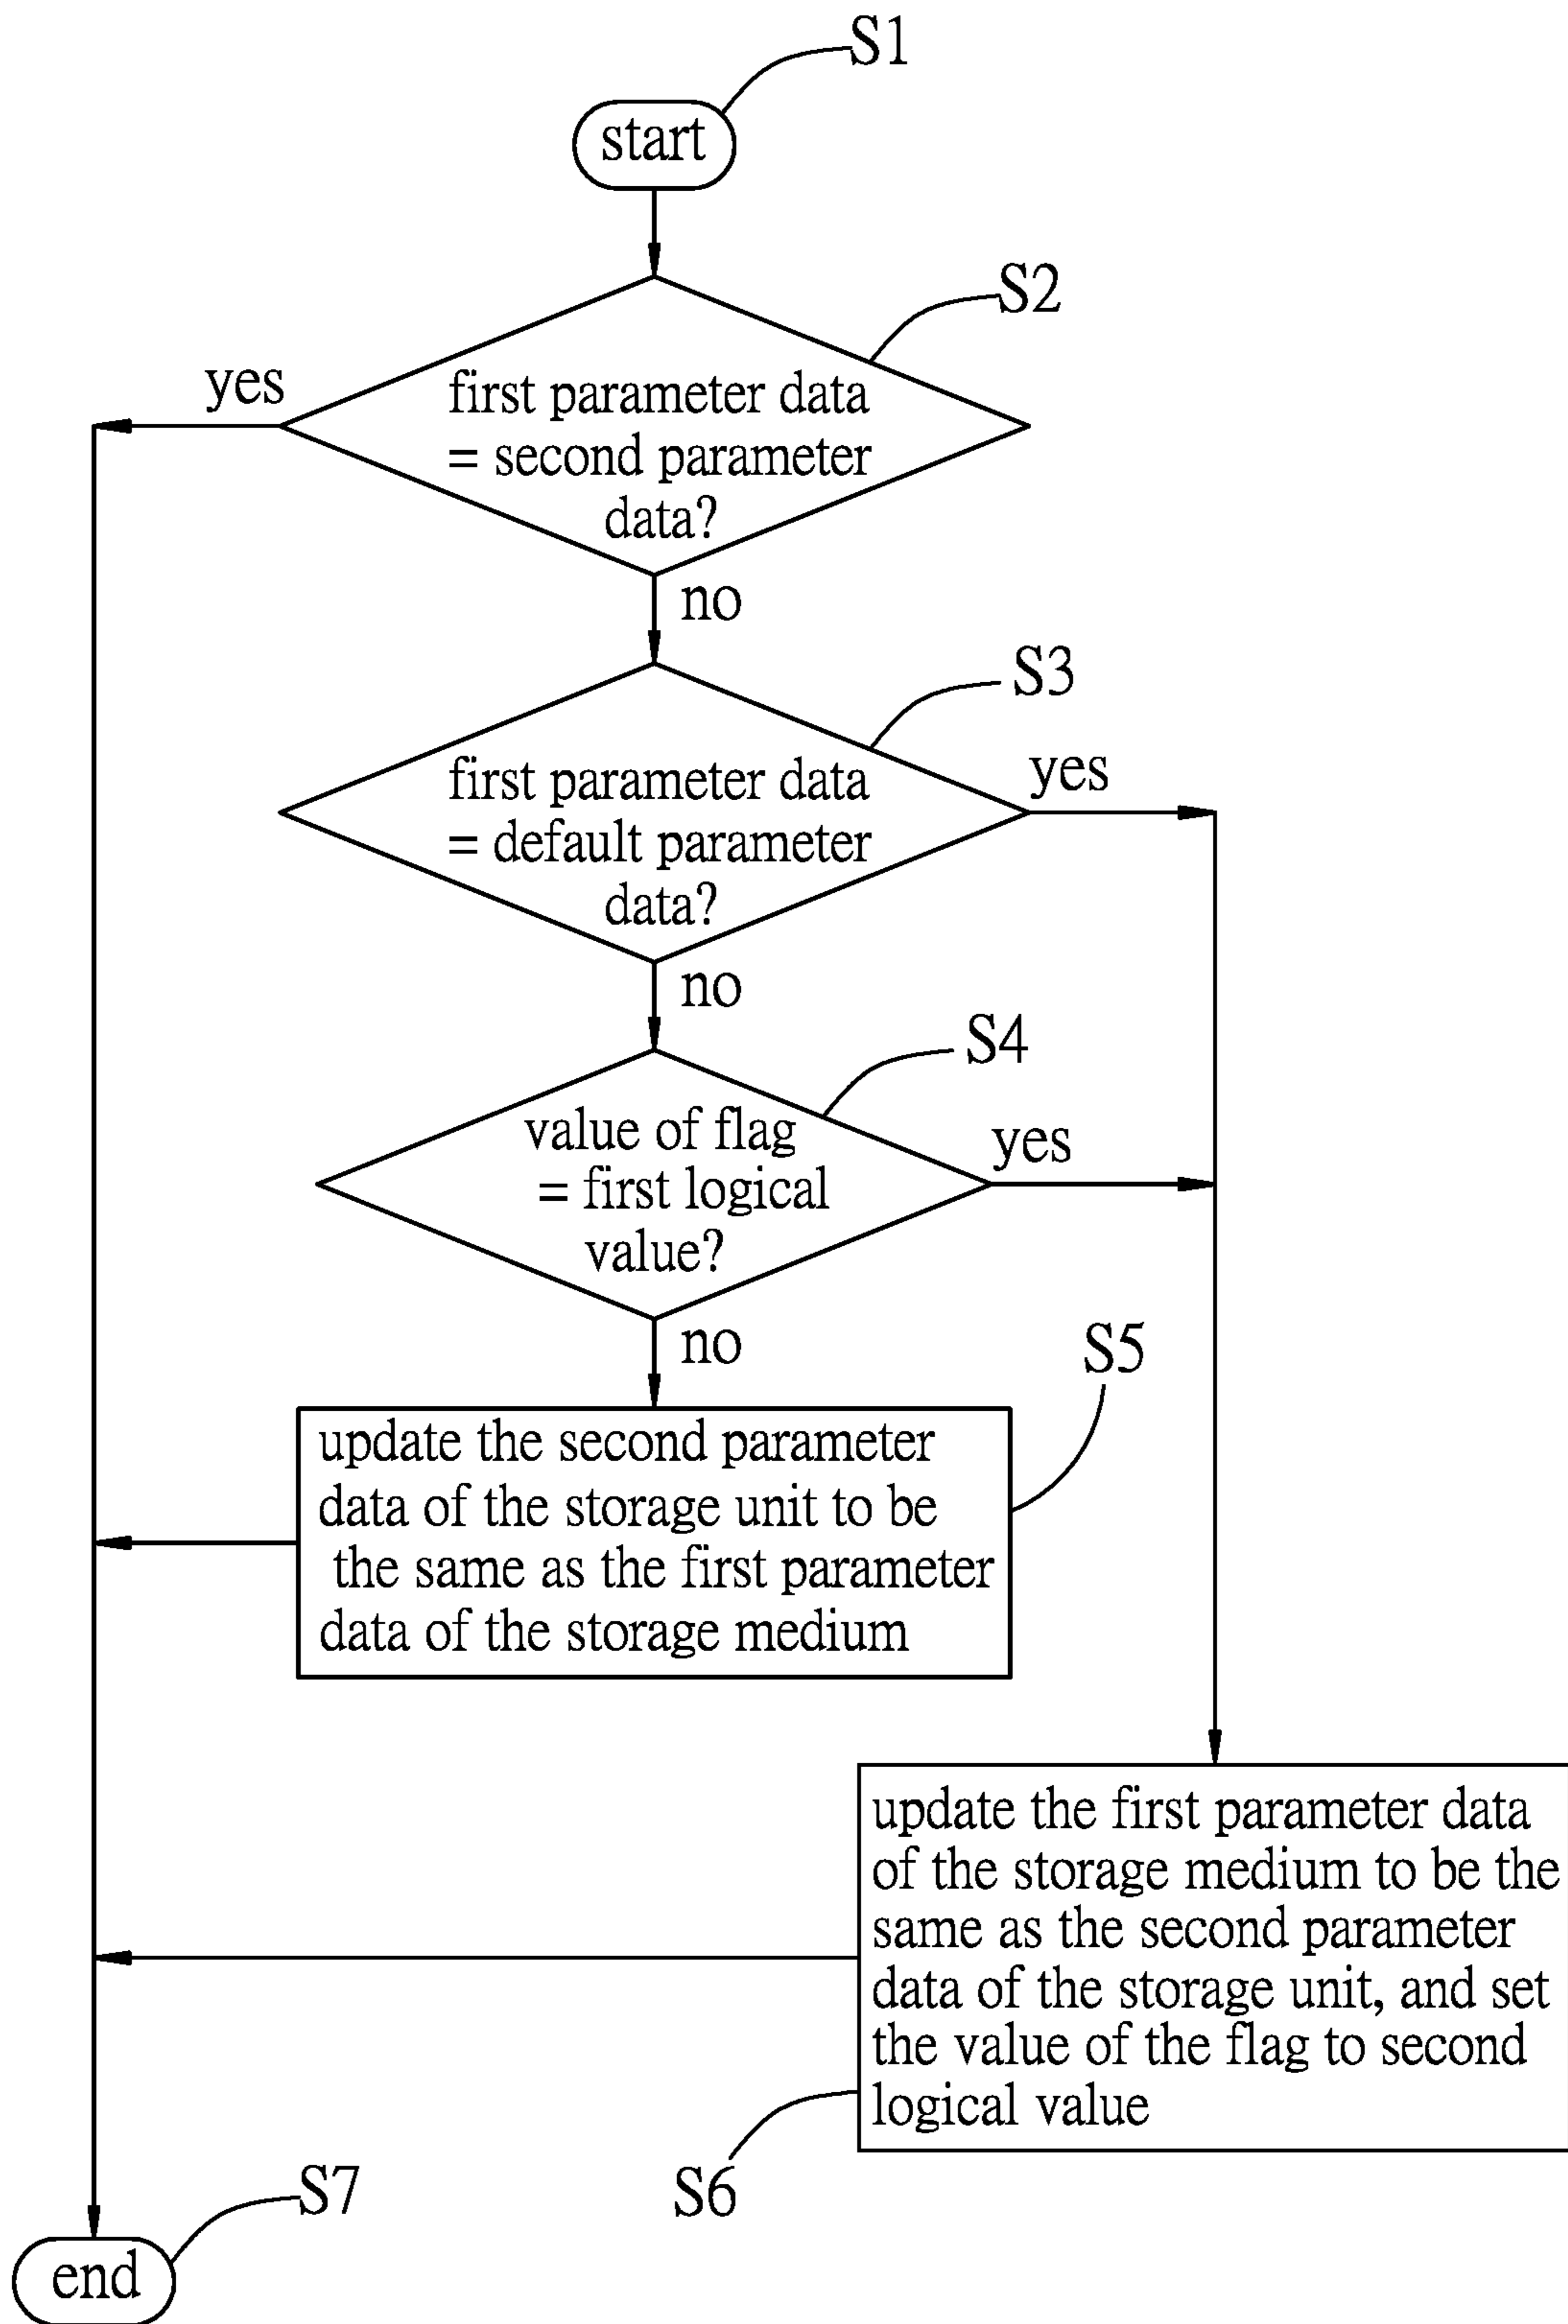 S1
start
S2
yes
first parameter data
= second parameter
data?
no
S3
first parameter data
= default parameter
data?
yes
no
S4
value of flag
= first logical
value?
yes
no
S5
update the second parameter
data of the storage unit to be
the same as the first parameter
data of the storage medium
update the first parameter data
of the storage medium to be the
same as the second parameter
data of the storage unit, and set
the value of the flag to second
logical value
S6
S7
end